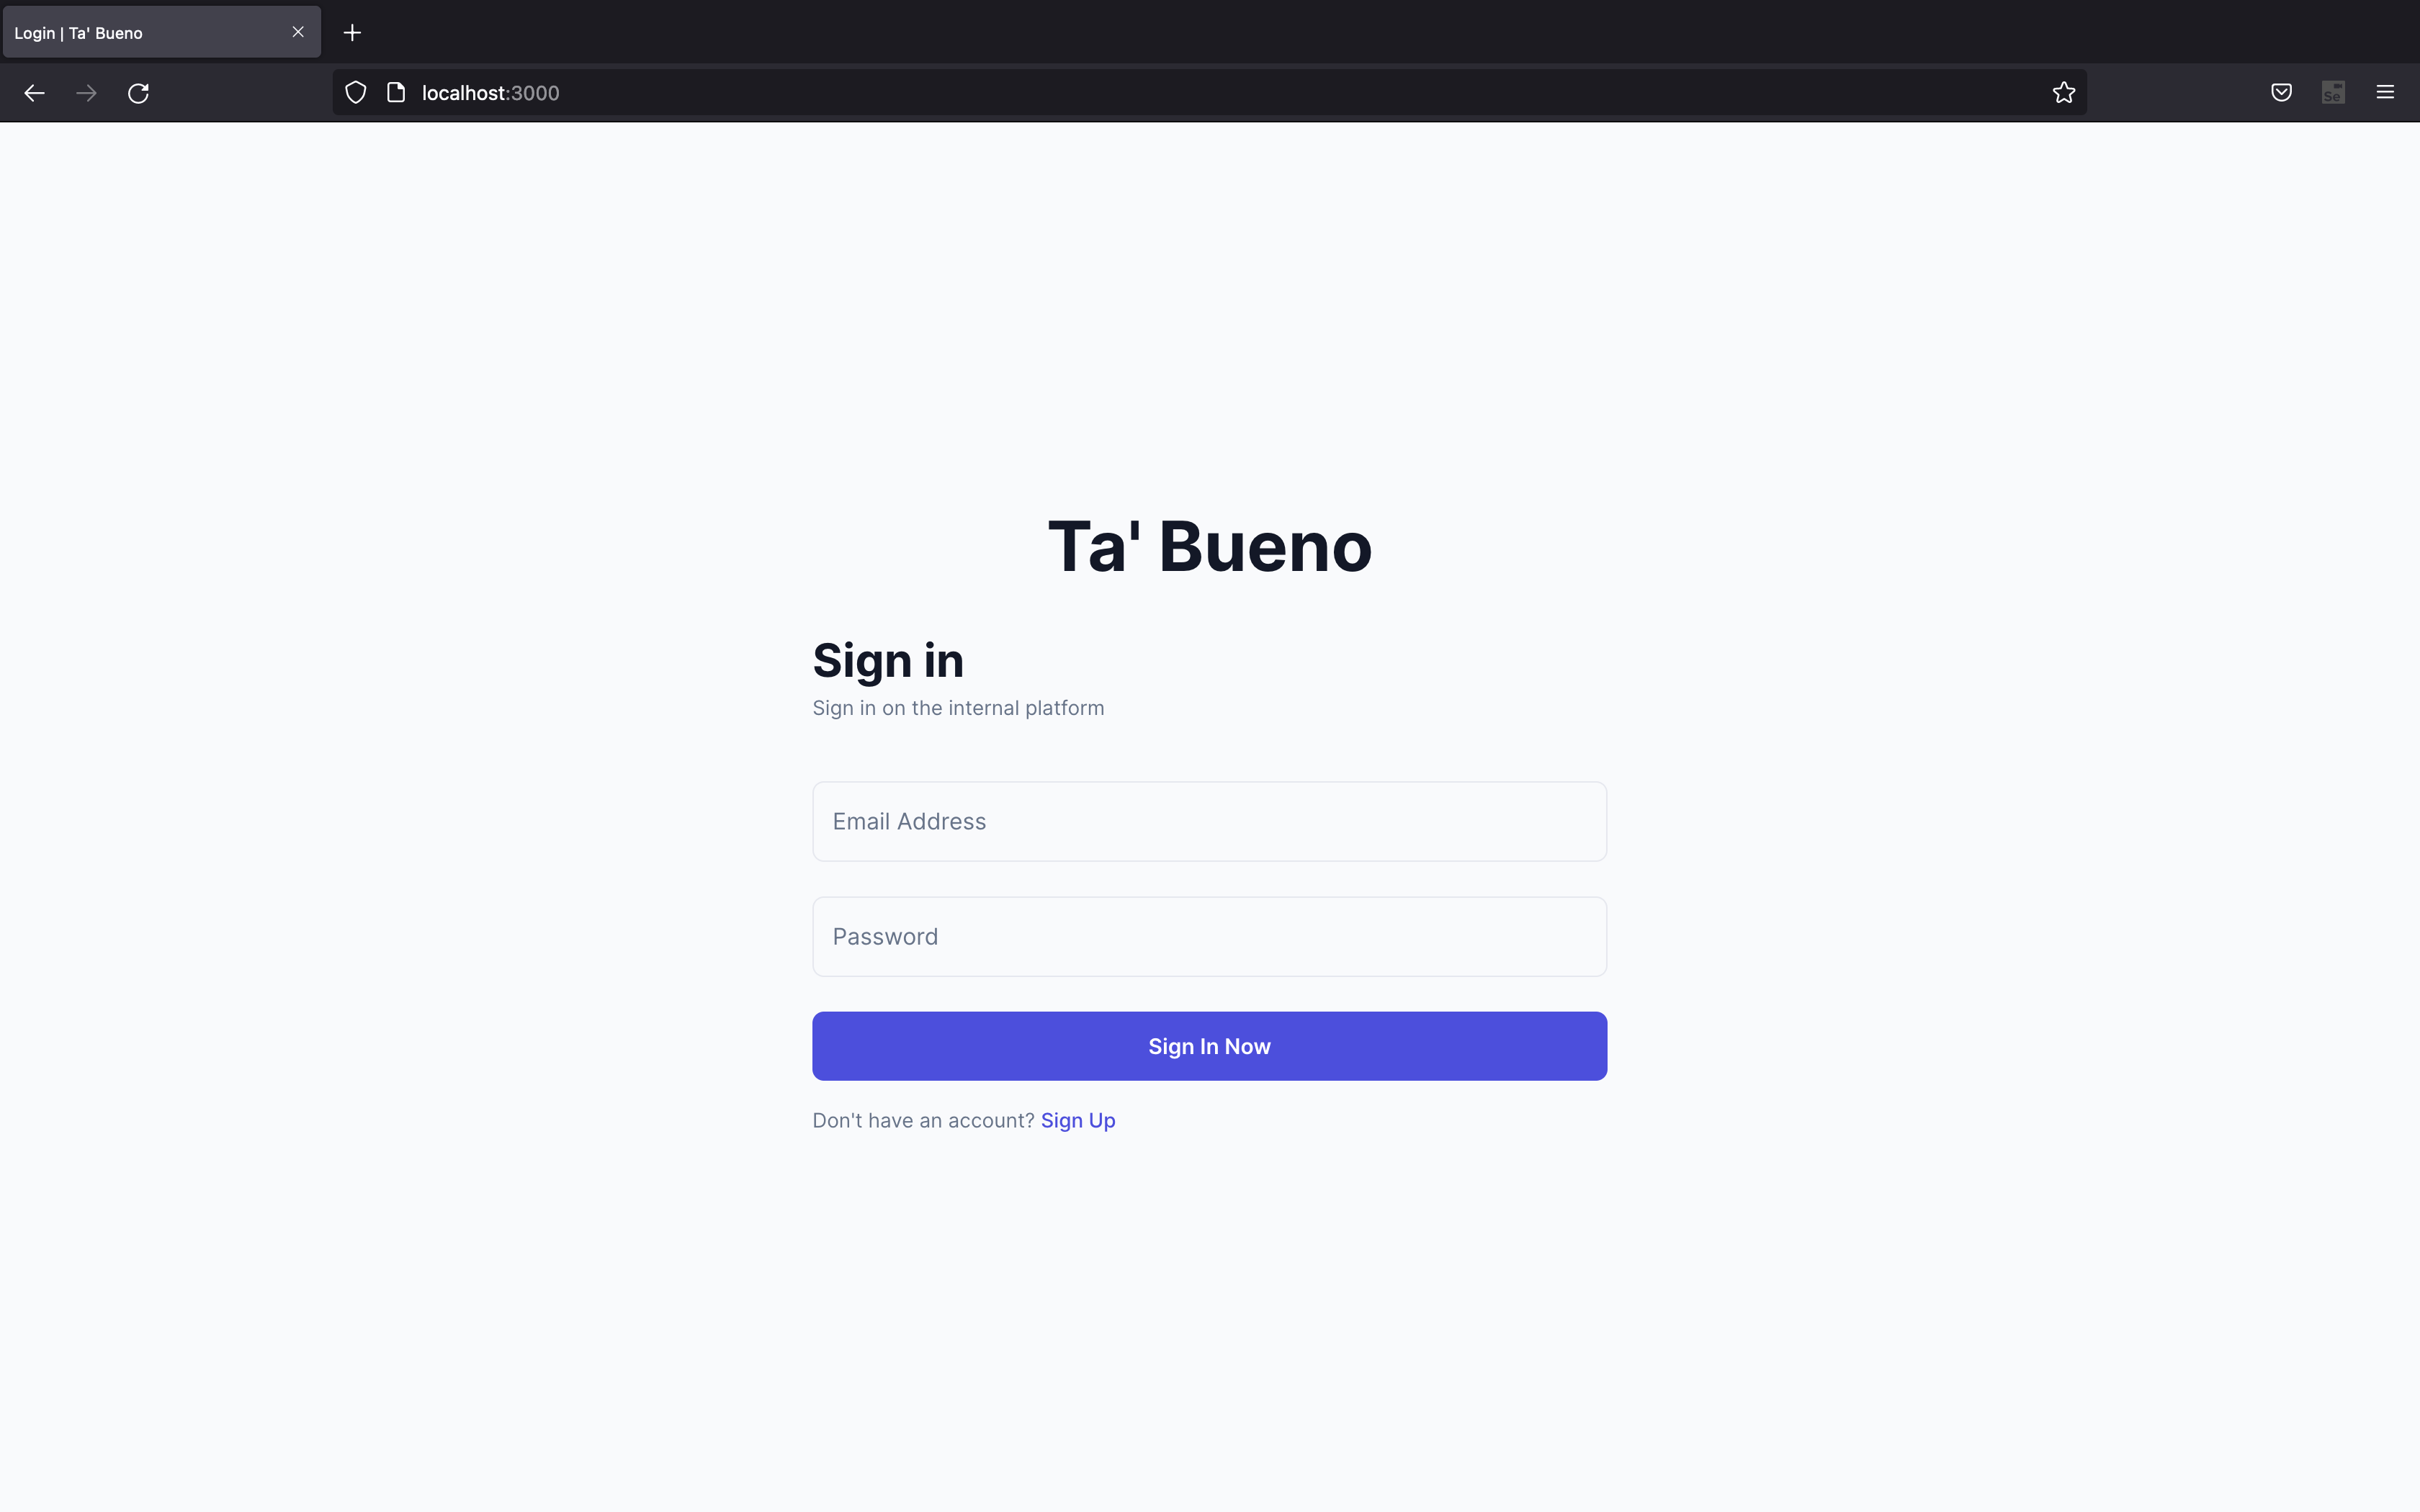 Login | Ta' Bueno
localhost:3000
Se
Ta' Bueno
Sign in
Sign in on the internal platform
Email Address
Password
Sign In Now
Don't have an account? Sign Up